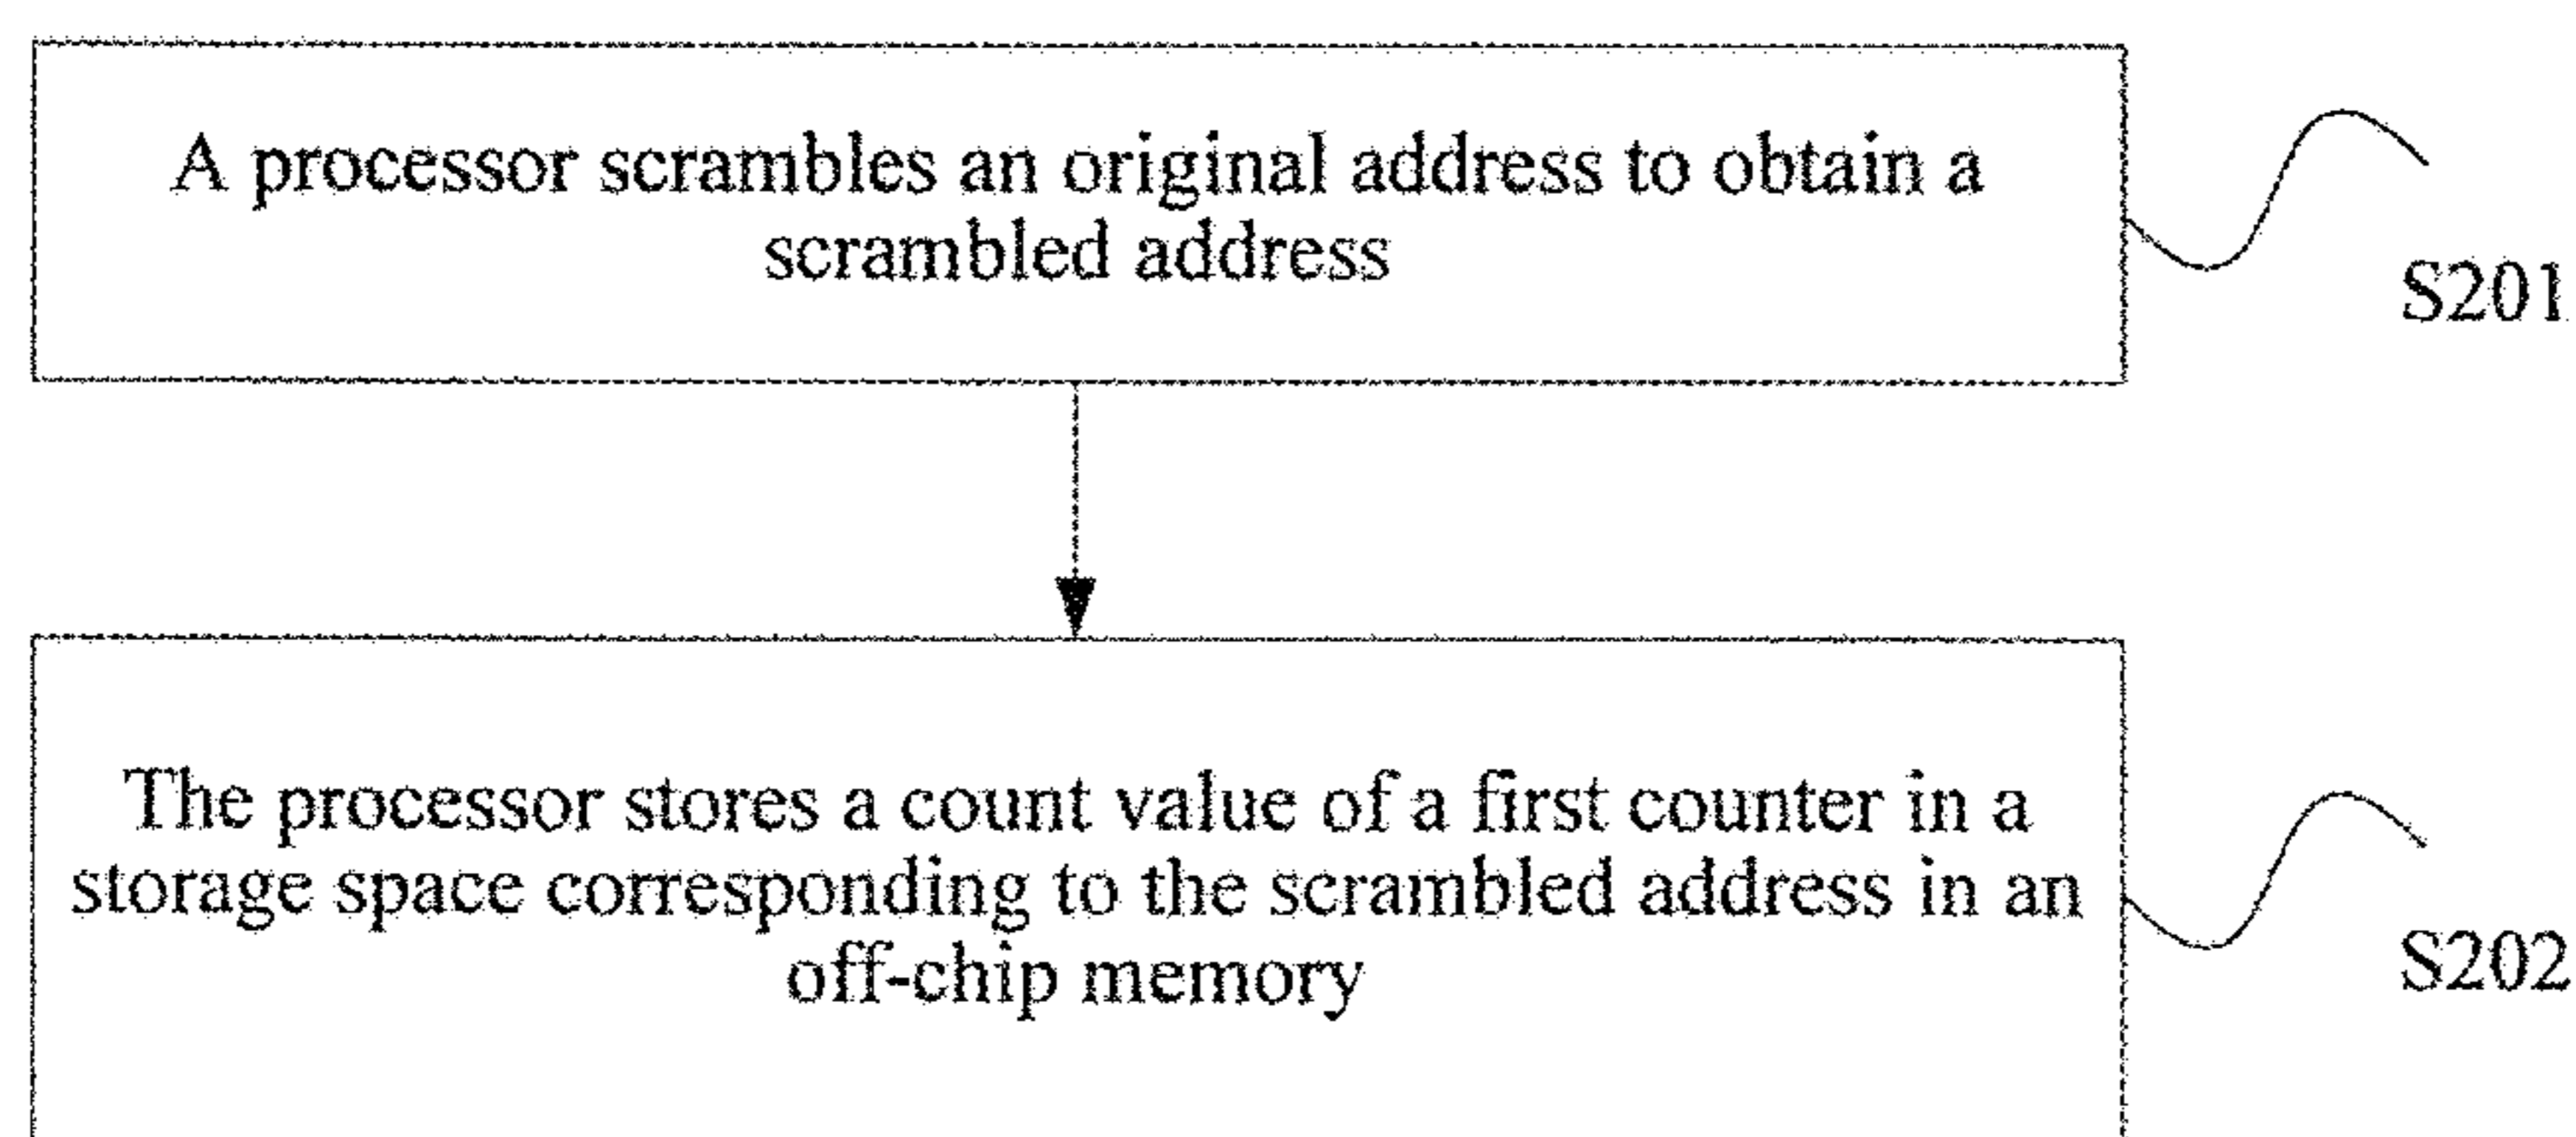 A processor scrambles an original address to obtain a
scrambled address
S201
The processor stores a count value of a first counter in a
storage space corresponding to the scrambled address in an
off-chip memory
S202